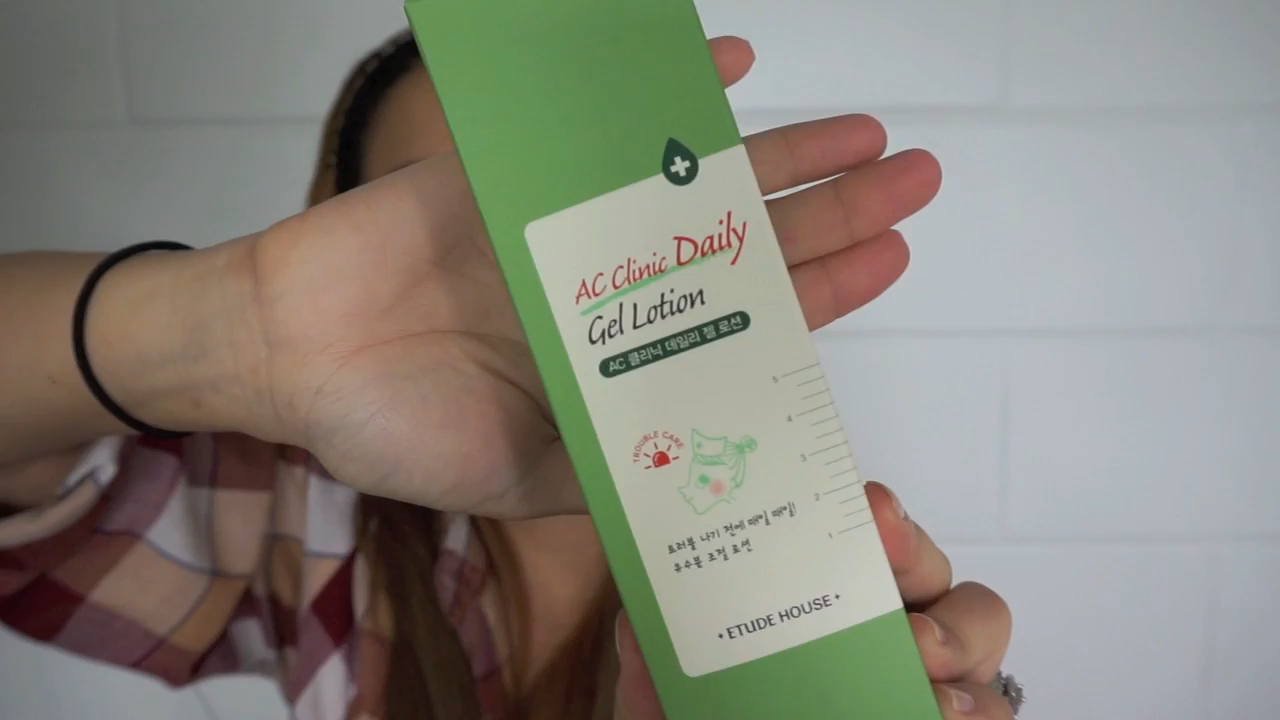 AC Clinic Daily
Gel Lotion
AC 클리닉 데일리 젤 로션
TROUBLE CARE
5
4
3
2
1
트러블 나기 전에 매일 매일!
유수분 조절 로션
ETUDE HOUSE